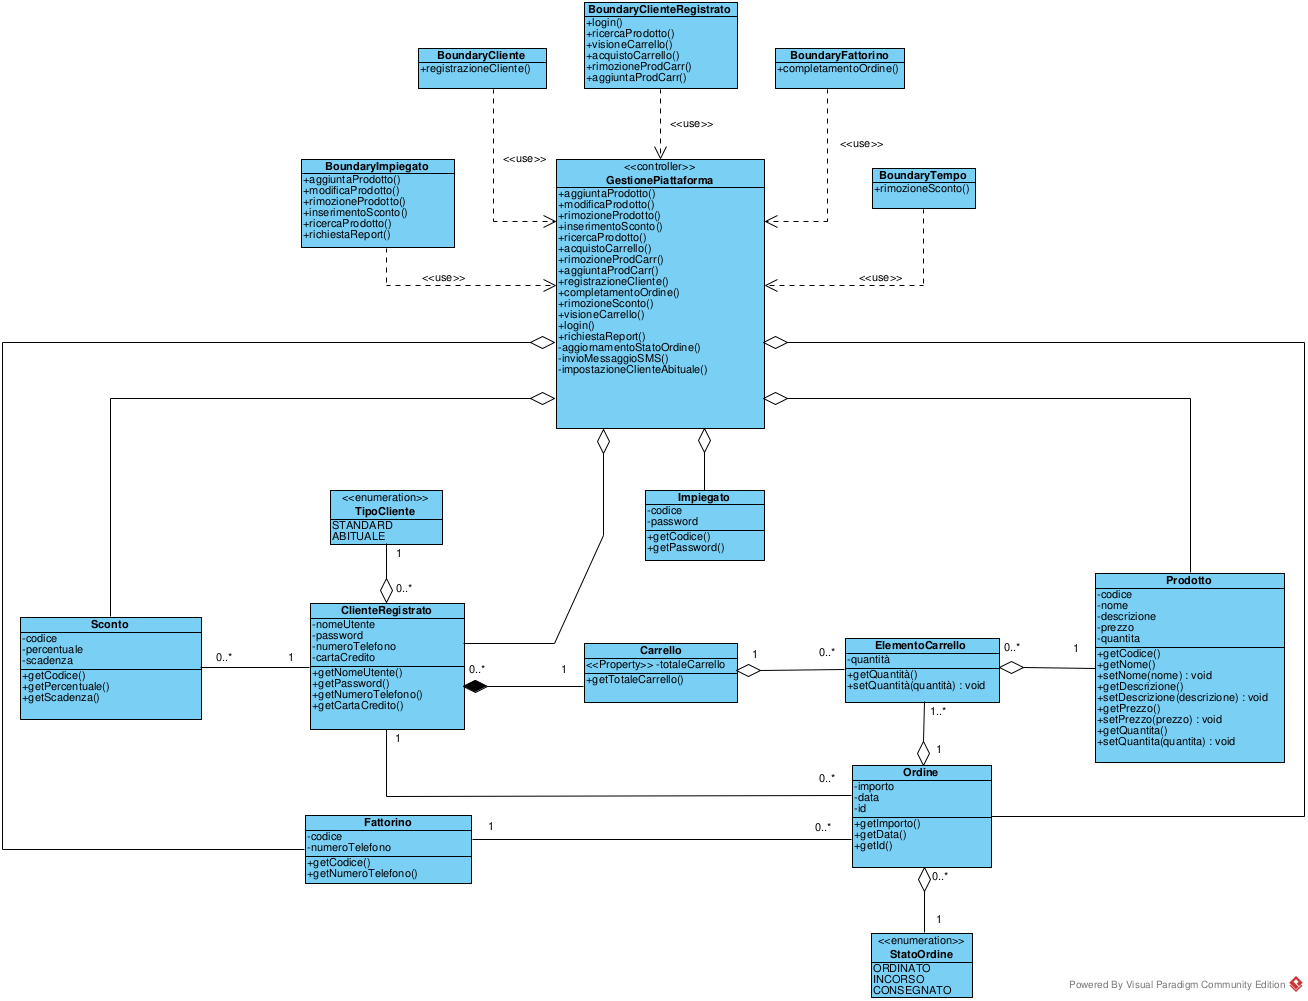 BoundaryClienteRegistrato
+login()
+ricercaProdotto()
+visioneCarrello()
+acquistoCarrello()
+rimozioneProdCarr()
+aggiuntaProdCarr()
BoundaryCliente
+registrazioneCliente()
BoundaryFattorino
+completamentoOrdine()
<<use>>
<<use>>
<<use>>
BoundaryImpiegato
+aggiuntaProdotto()
+modificaProdotto()
+rimozioneProdotto()
+inserimentoSconto()
+ricercaProdotto()
+richiestaReport()
BoundaryTempo
+rimozioneSconto()
<<use>>
<<use>>
<<controller>>
GestionePiattaforma
+aggiuntaProdotto()
+modificaProdotto()
+rimozioneProdotto()
+inserimentoSconto()
+ricercaProdotto()
+acquistoCarrello()
+rimozioneProdCarr()
+aggiuntaProdCarr()
+registrazioneCliente()
+completamentoOrdine()
+rimozioneSconto()
+visioneCarrello()
+login()
+richiestaReport()
-aggiornamentoStatoOrdine()
-invioMessaggioSMS()
-impostazioneClienteAbituale()
<<enumeration>>
TipoCliente
STANDARD
ABITUALE
1
0..*
Impiegato
-codice
-password
+getCodice()
+getPassword()
Sconto
-codice
-percentuale
-scadenza
+getCodice()
+getPercentuale()
+getScadenza()
0..*
1
ClienteRegistrato
-nomeUtente
-password
-numeroTelefono
-cartaCredito
+getNomeUtente()
+getPassword()
+getNumeroTelefono()
+getCartaCredito()
0..*
1
Carrello
<<Property>> -totaleCarrello
+getTotaleCarrello()
1
0..*
ElementoCarrello
-quantità
+getQuantità()
+setQuantità(quantità) : void
0..*
1
Prodotto
-codice
-nome
-descrizione
-prezzo
-quantita
+getCodice()
+getNome()
+setNome(nome) : void
+getDescrizione()
+setDescrizione(descrizione) : void
+getPrezzo()
+setPrezzo(prezzo) : void
+getQuantita()
+setQuantita(quantita) : void
1..*
1
1
0..*
Ordine
-importo
-data
-id
+getImporto()
+getData()
+getId()
Fattorino
-codice
-numeroTelefono
+getCodice()
+getNumeroTelefono()
1
0..*
0..*
1
<<enumeration>>
StatoOrdine
ORDINATO
INCORSO
CONSEGNATO
Powered By Visual Paradigm Community Edition